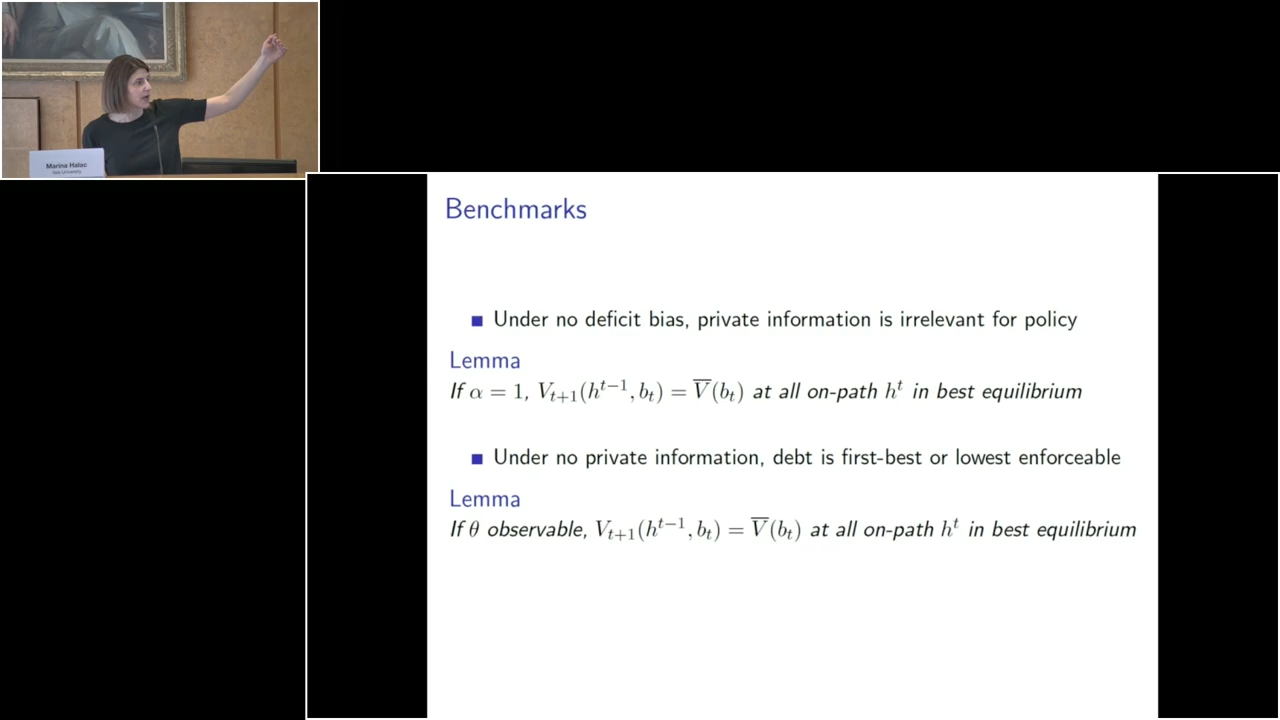 Marina Halac
Yale University
Benchmarks
■ Under no deficit bias, private information is irrelevant for policy
Lemma
If α = 1, V_{t+1}(h^{t−1}, b_t) = V̅(b_t) at all on-path h^t in best equilibrium
■ Under no private information, debt is first-best or lowest enforceable
Lemma
If θ observable, V_{t+1}(h^{t−1}, b_t) = V̅(b_t) at all on-path h^t in best equilibrium